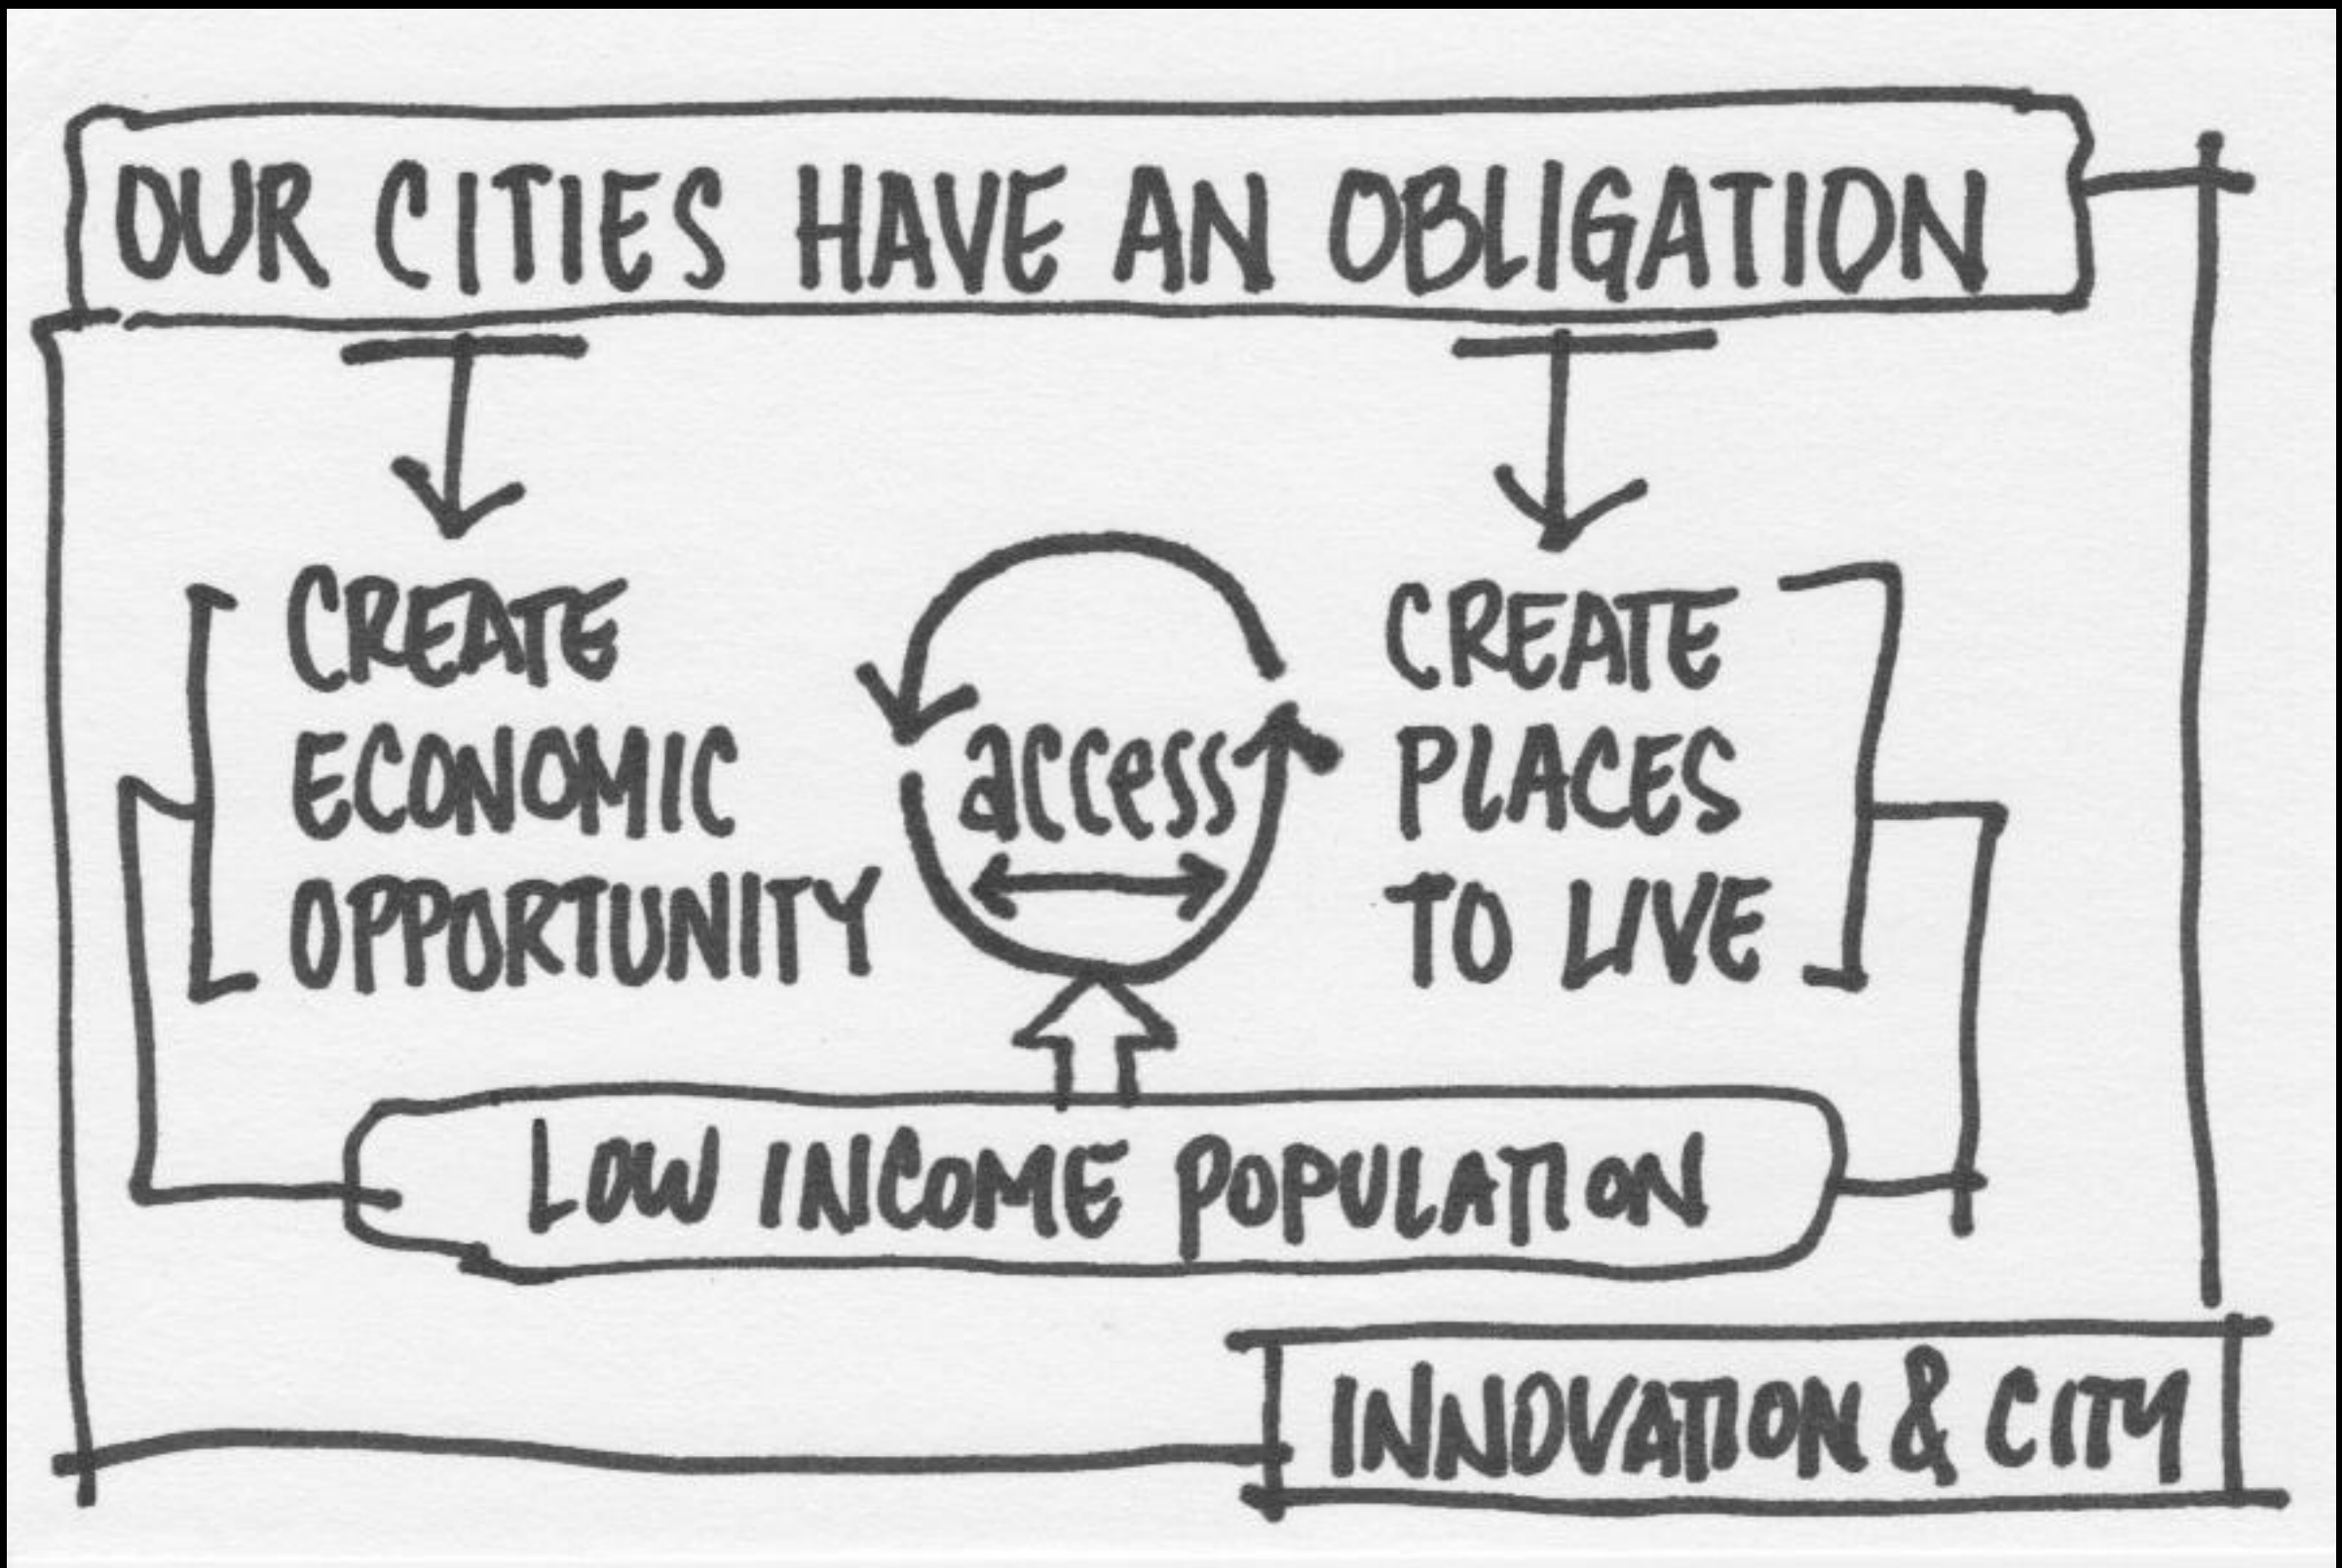 OUR CITIES HAVE AN OBLIGATION
CREATE
ECONOMIC
OPPORTUNITY
access
CREATE
PLACES
TO LIVE
LOW INCOME POPULATION
INNOVATION & CITY